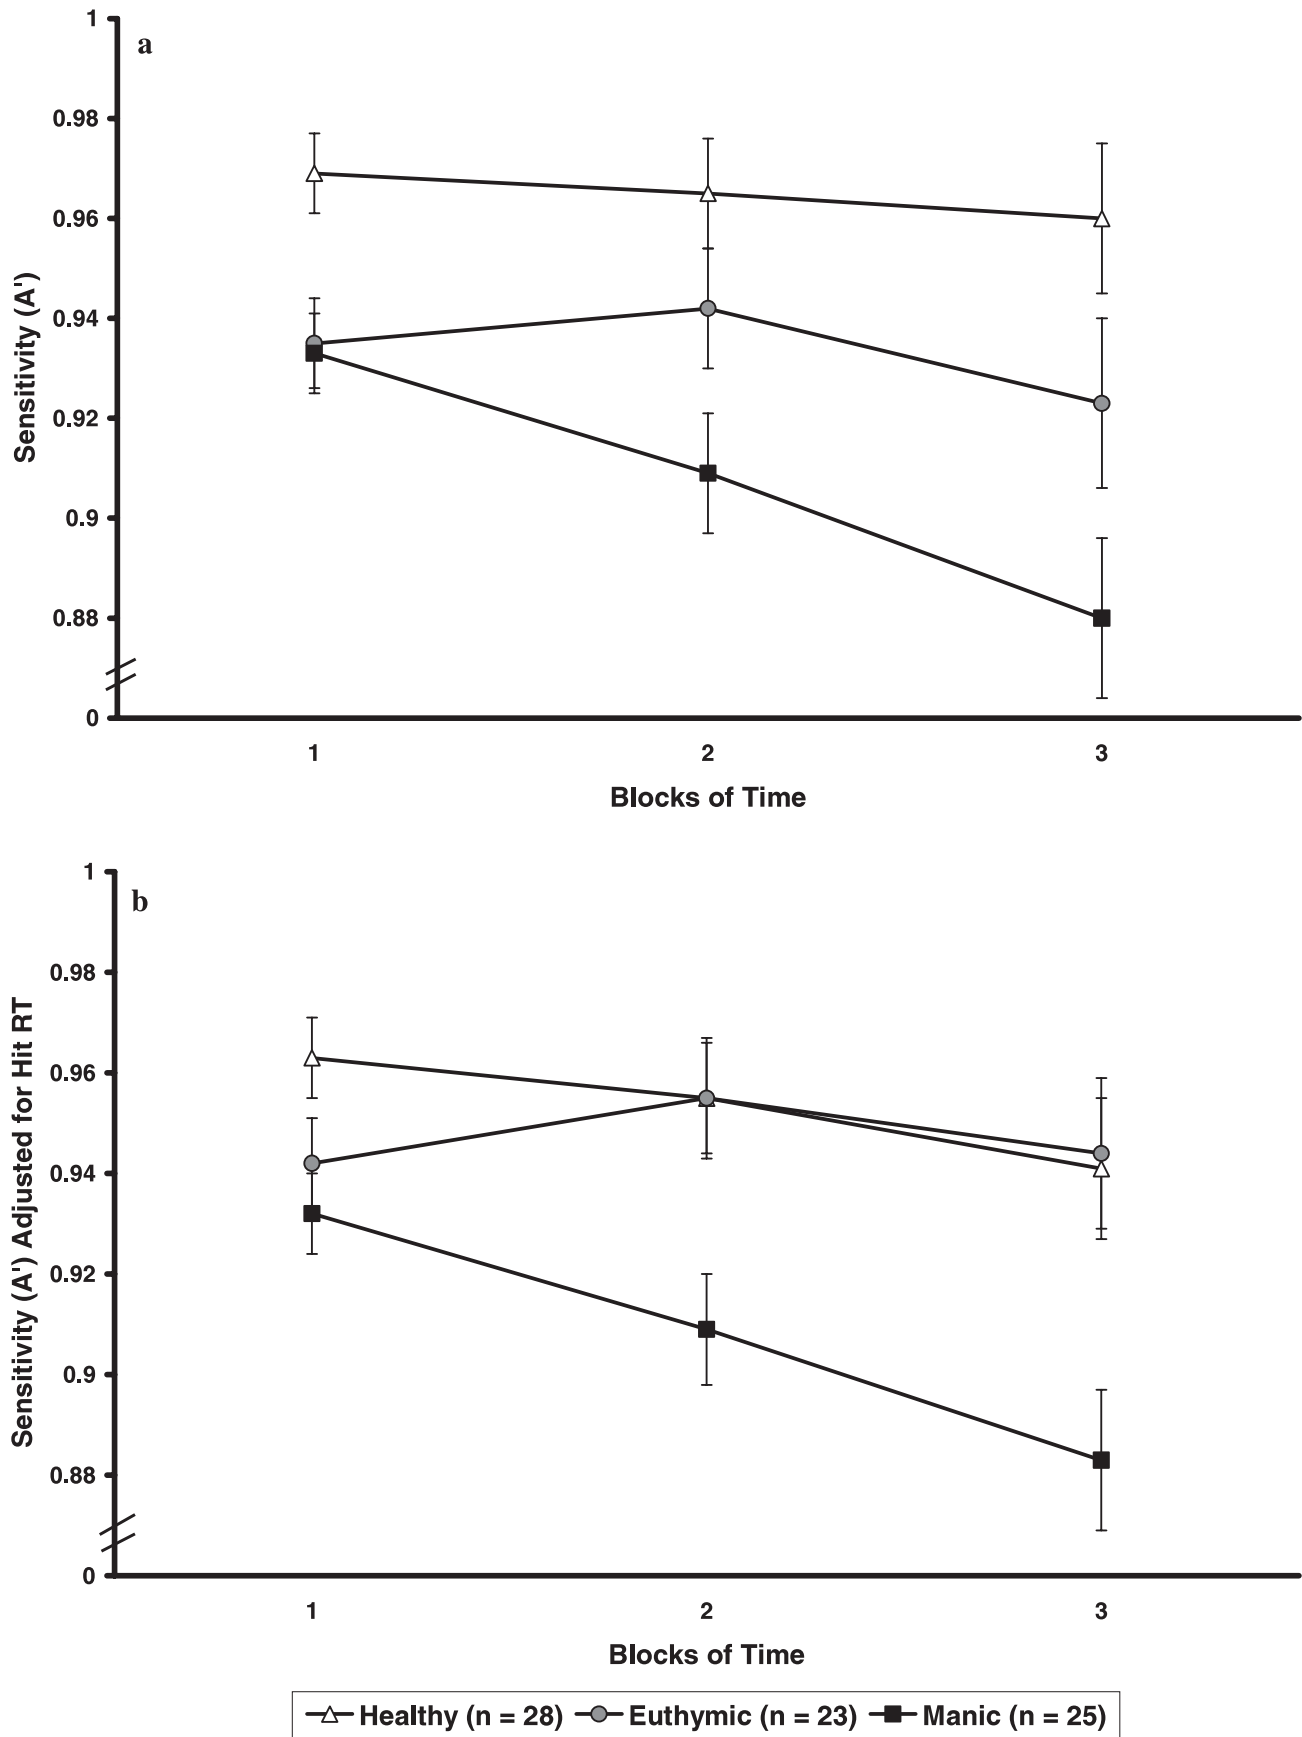 a
Sensitivity (A')
1
0.98
0.96
0.94
0.92
0.9
0.88
0
1 2 3
Blocks of Time
b
Sensitivity (A') Adjusted for Hit RT
1
0.98
0.96
0.94
0.92
0.9
0.88
0
1 2 3
Blocks of Time
Healthy (n = 28) Euthymic (n = 23) Manic (n = 25)